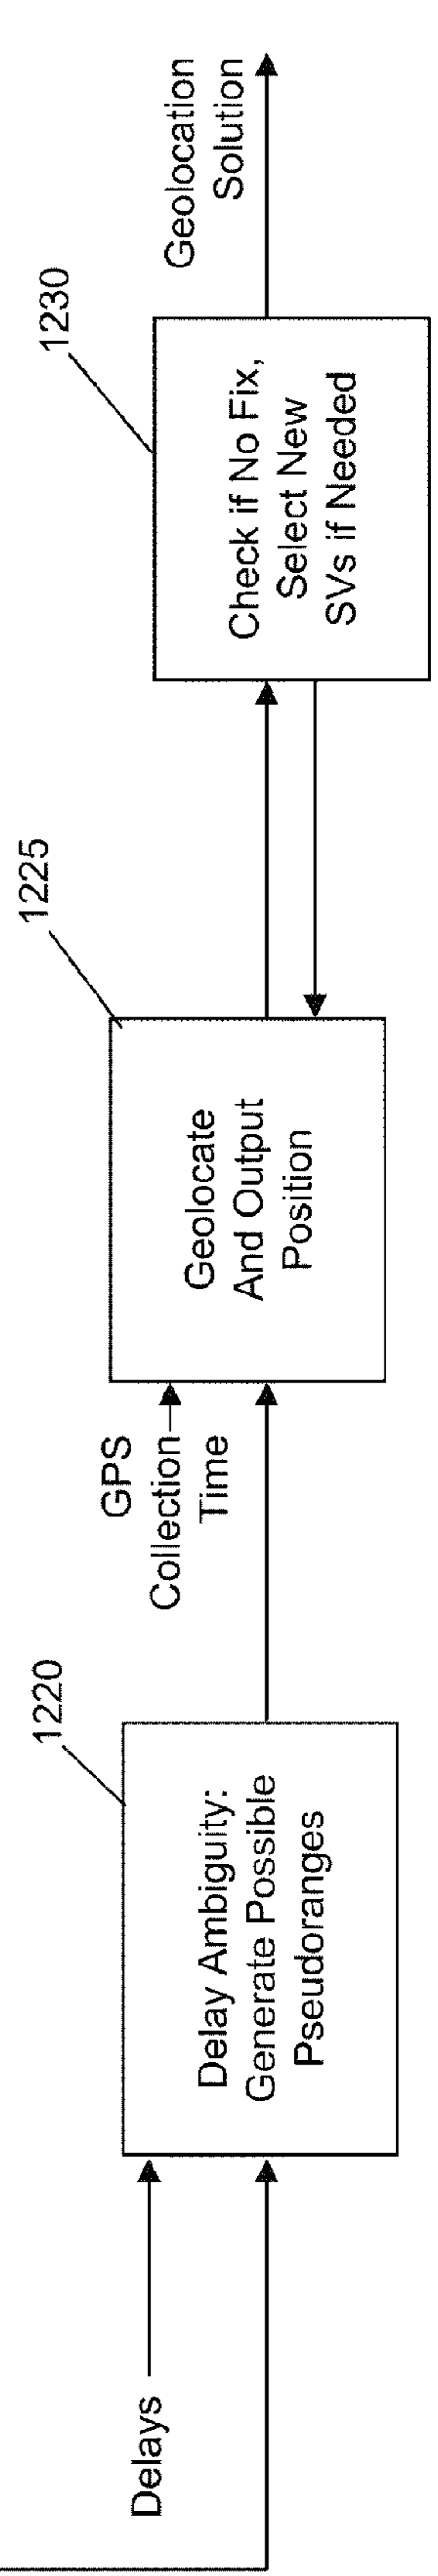 Delays
1220
Delay Ambiguity:
Generate Possible
Pseudoranges
GPS
Collection
Time
1225
Geolocate
And Output
Position
1230
Check if No Fix,
Select New
SVs if Needed
Geolocation
Solution